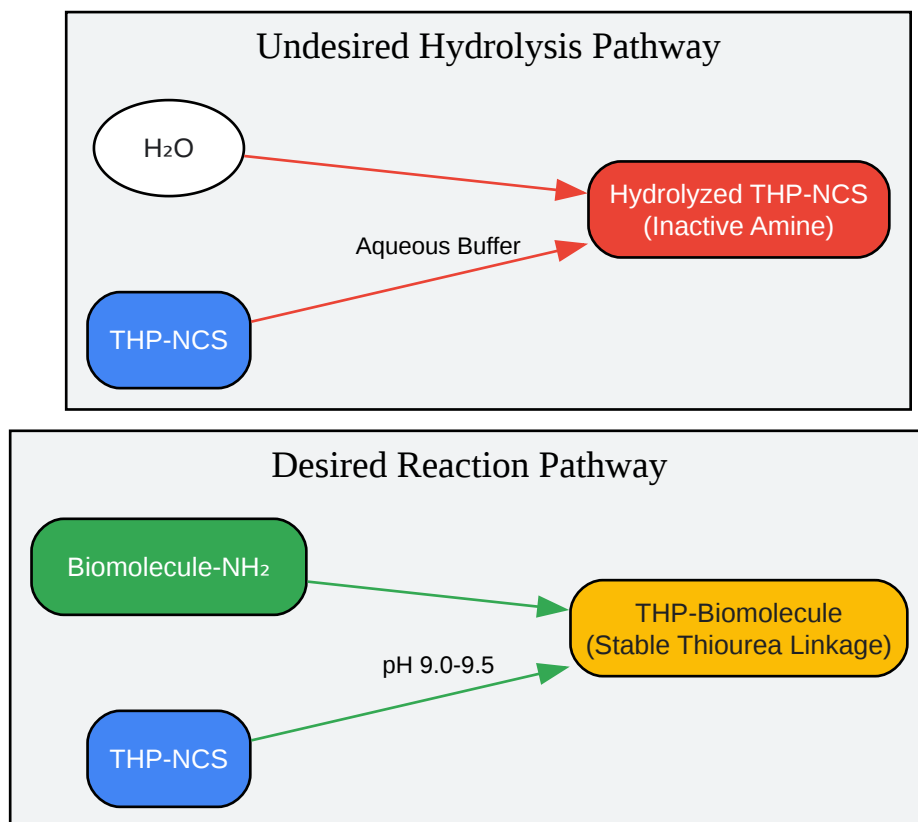 Undesired Hydrolysis Pathway
H₂O
Hydrolyzed THP-NCS
(Inactive Amine)
Aqueous Buffer
THP-NCS
Desired Reaction Pathway
Biomolecule-NH₂
THP-Biomolecule
(Stable Thiourea Linkage)
pH 9.0-9.5
THP-NCS